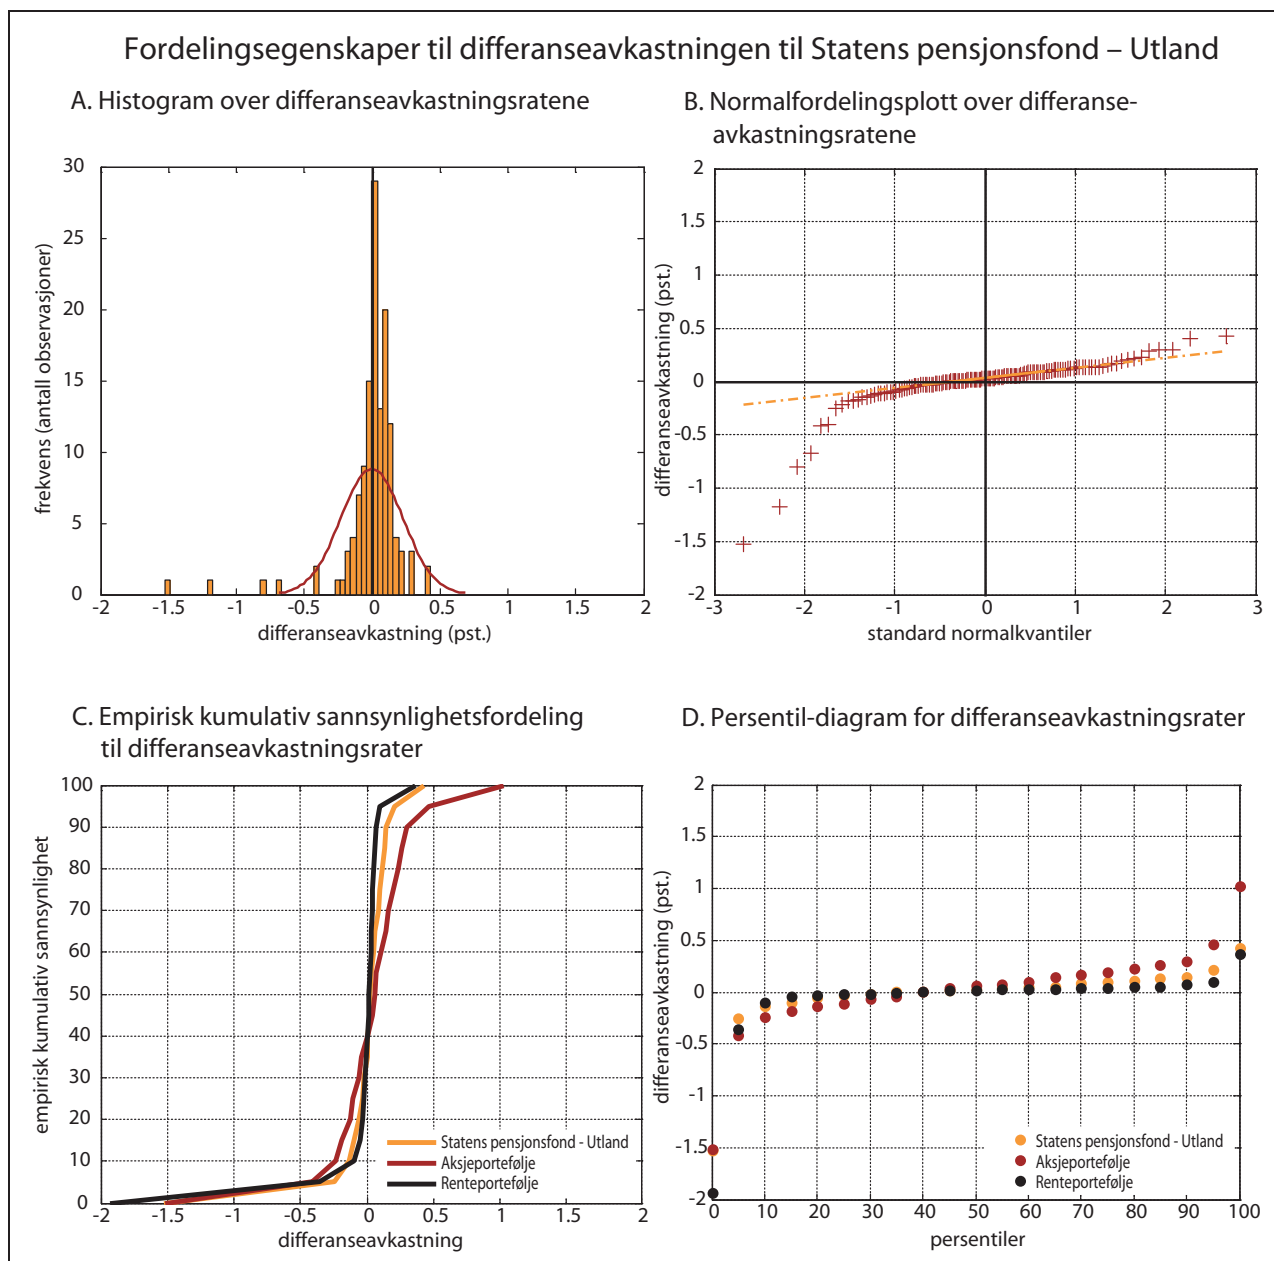 Fordelingsegenskaper til differanseavkastningen til Statens pensjonsfond – Utland
A. Histogram over differanseavkastningsratene
30
25
20
15
10
5
0
frekvens (antall observasjoner)
-2 -1.5 -1 -0.5 0 0.5 1 1.5 2
differanseavkastning (pst.)
B. Normalfordelingsplott over differanse-
avkastningsratene
2
1.5
1
0.5
0
-0.5
-1
-1.5
-2
differanseavkastning (pst.)
-3 -2 -1 0 1 2 3
standard normalkvantiler
C. Empirisk kumulativ sannsynlighetsfordeling
til differanseavkastningsrater
100
90
80
70
60
50
40
30
20
10
0
empirisk kumulativ sannsynlighet
Statens pensjonsfond - Utland
Aksjeportefølje
Renteportefølje
-2 -1.5 -1 -0.5 0 0.5 1 1.5 2
differanseavkastning
D. Persentil-diagram for differanseavkastningsrater
2
1.5
1
0.5
0
-0.5
-1
-1.5
-2
differanseavkastning (pst.)
Statens pensjonsfond - Utland
Aksjeportefølje
Renteportefølje
0 10 20 30 40 50 60 70 80 90 100
persentiler